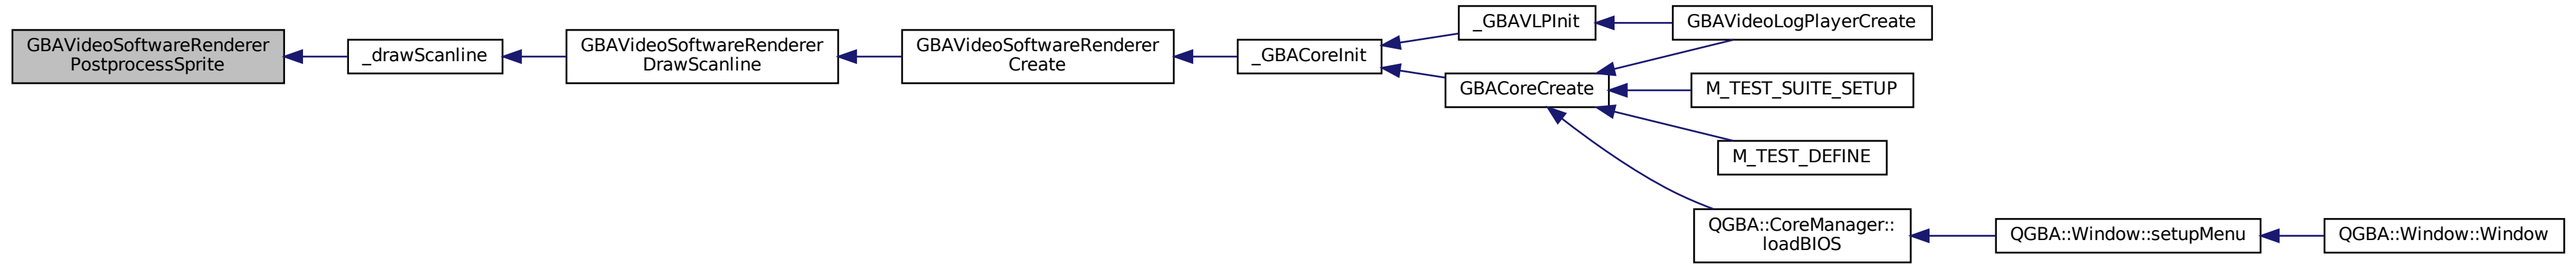 GBAVideoSoftwareRenderer
PostprocessSprite
_drawScanline
GBAVideoSoftwareRenderer
DrawScanline
GBAVideoSoftwareRenderer
Create
_GBACoreInit
_GBAVLPInit
GBAVideoLogPlayerCreate
GBACoreCreate
M_TEST_SUITE_SETUP
M_TEST_DEFINE
QGBA::CoreManager::
loadBIOS
QGBA::Window::setupMenu
QGBA::Window::Window